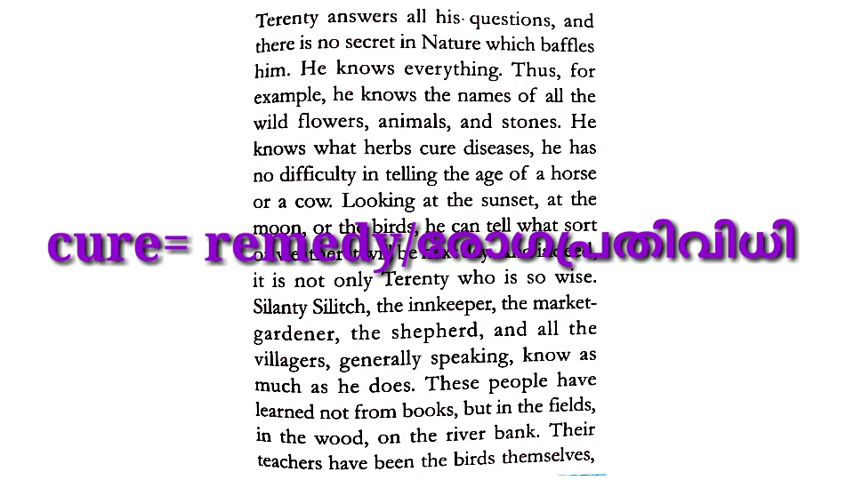 Terenty answers all his questions, and
there is no secret in Nature which baffles
him. He knows everything. Thus, for
example, he knows the names of all the
wild flowers, animals, and stones. He
knows what herbs cure diseases, he has
no difficulty in telling the age of a horse
or a cow. Looking at the sunset, at the
moon, or the birds, he can tell what sort
cure= remedy/രോഗപ്രതിവിധി
it is not only Terenty who is so wise.
Silanty Silitch, the innkeeper, the market-
gardener, the shepherd, and all the
villagers, generally speaking, know as
much as he does. These people have
learned not from books, but in the fields,
in the wood, on the river bank. Their
teachers have been the birds themselves,